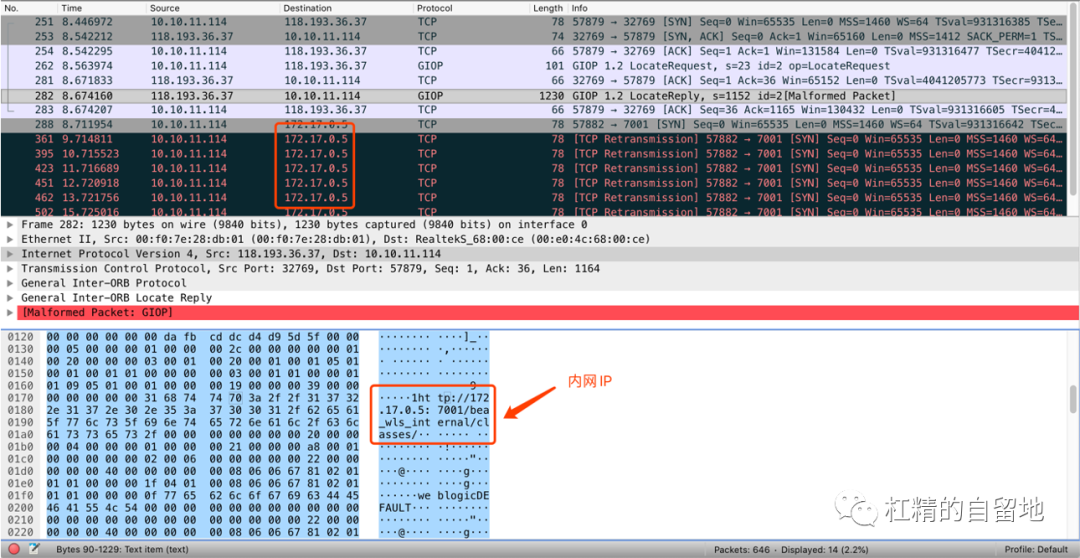 No. Time Source Destination Protocol Length Info
251 8.446972 10.10.11.114 118.193.36.37 TCP 78 57879 → 32769 [SYN] Seq=0 Win=65535 Len=0 MSS=1460 WS=64 TSval=931316385 TSe…
253 8.542212 118.193.36.37 10.10.11.114 TCP 74 32769 → 57879 [SYN, ACK] Seq=0 Ack=1 Win=65160 Len=0 MSS=1412 SACK_PERM=1 TS…
254 8.542295 10.10.11.114 118.193.36.37 TCP 66 57879 → 32769 [ACK] Seq=1 Ack=1 Win=131584 Len=0 TSval=931316477 TSecr=40412…
262 8.563974 10.10.11.114 118.193.36.37 GIOP 101 GIOP 1.2 LocateRequest, s=23 id=2 op=LocateRequest
281 8.671833 118.193.36.37 10.10.11.114 TCP 66 32769 → 57879 [ACK] Seq=1 Ack=36 Win=65152 Len=0 TSval=4041205773 TSecr=9313…
282 8.674160 118.193.36.37 10.10.11.114 GIOP 1230 GIOP 1.2 LocateReply, s=1152 id=2[Malformed Packet]
283 8.674207 10.10.11.114 118.193.36.37 TCP 66 57879 → 32769 [ACK] Seq=36 Ack=1165 Win=130432 Len=0 TSval=931316605 TSecr=4…
288 8.711954 10.10.11.114 172.17.0.5 TCP 78 57882 → 7001 [SYN] Seq=0 Win=65535 Len=0 MSS=1460 WS=64 TSval=931316642 TSec…
361 9.714811 10.10.11.114 172.17.0.5 TCP 78 [TCP Retransmission] 57882 → 7001 [SYN] Seq=0 Win=65535 Len=0 MSS=1460 WS=64…
395 10.715523 10.10.11.114 172.17.0.5 TCP 78 [TCP Retransmission] 57882 → 7001 [SYN] Seq=0 Win=65535 Len=0 MSS=1460 WS=64…
423 11.716689 10.10.11.114 172.17.0.5 TCP 78 [TCP Retransmission] 57882 → 7001 [SYN] Seq=0 Win=65535 Len=0 MSS=1460 WS=64…
451 12.720918 10.10.11.114 172.17.0.5 TCP 78 [TCP Retransmission] 57882 → 7001 [SYN] Seq=0 Win=65535 Len=0 MSS=1460 WS=64…
462 13.721756 10.10.11.114 172.17.0.5 TCP 78 [TCP Retransmission] 57882 → 7001 [SYN] Seq=0 Win=65535 Len=0 MSS=1460 WS=64…
502 15.725016 10.10.11.114 172.17.0.5 TCP 78 [TCP Retransmission] 57882 → 7001 [SYN] Seq=0 Win=65535 Len=0 MSS=1460 WS=64…
Frame 282: 1230 bytes on wire (9840 bits), 1230 bytes captured (9840 bits) on interface 0
Ethernet II, Src: 00:f0:7e:28:db:01 (00:f0:7e:28:db:01), Dst: RealtekS_68:00:ce (00:e0:4c:68:00:ce)
Internet Protocol Version 4, Src: 118.193.36.37, Dst: 10.10.11.114
Transmission Control Protocol, Src Port: 32769, Dst Port: 57879, Seq: 1, Ack: 36, Len: 1164
General Inter-ORB Protocol
General Inter-ORB Locate Reply
[Malformed Packet: GIOP]
0120 00 00 00 00 00 00 da fb cd dc d4 d9 5d 5f 00 00 ········ ····]_··
0130 00 05 00 00 00 01 00 00 00 2c 00 00 00 00 00 01 ········ ·,······
0140 00 20 00 00 00 03 00 01 00 20 00 01 00 01 05 01 · ······ · ······
0150 00 01 00 01 01 00 00 00 00 03 00 01 01 00 00 01 ········ ········
0160 01 09 05 01 00 01 00 00 00 19 00 00 00 39 00 00 ········ ·····9··
0170 00 00 00 00 00 31 68 74 74 70 3a 2f 2f 31 37 32 ·····1ht tp://172
0180 2e 31 37 2e 30 2e 35 3a 37 30 30 31 2f 62 65 61 .17.0.5: 7001/bea
0190 5f 77 6c 73 5f 69 6e 74 65 72 6e 61 6c 2f 63 6c _wls_int ernal/cl
01a0 61 73 73 65 73 2f 00 00 00 00 00 00 00 20 00 00 asses/·· ····· ··
01b0 00 04 00 00 00 01 00 00 00 21 00 00 00 a8 00 01 ········ ·!······
01c0 00 00 00 00 00 02 00 06 00 00 00 00 00 22 00 00 ········ ·····"··
01d0 00 00 00 40 00 00 00 00 00 08 06 06 67 81 02 01 ···@···· ····g···
01e0 01 01 00 00 00 1f 04 01 00 08 06 06 67 81 02 01 ········ ····g···
01f0 01 01 00 00 00 0f 77 65 62 6c 6f 67 69 63 44 45 ······we blogicDE
0200 46 41 55 4c 54 00 00 00 00 00 00 00 00 00 00 00 FAULT··· ········
0210 00 00 00 00 00 00 00 00 00 00 00 00 00 22 00 00 ········ ·····"··
0220 00 00 00 40 00 00 00 00 00 08 06 06 67 81 02 01 ···@···· ····g···
内网IP
杠精的自留地
Bytes 90-1229: Text item (text) Packets: 646 · Displayed: 14 (2.2%) Profile: Default